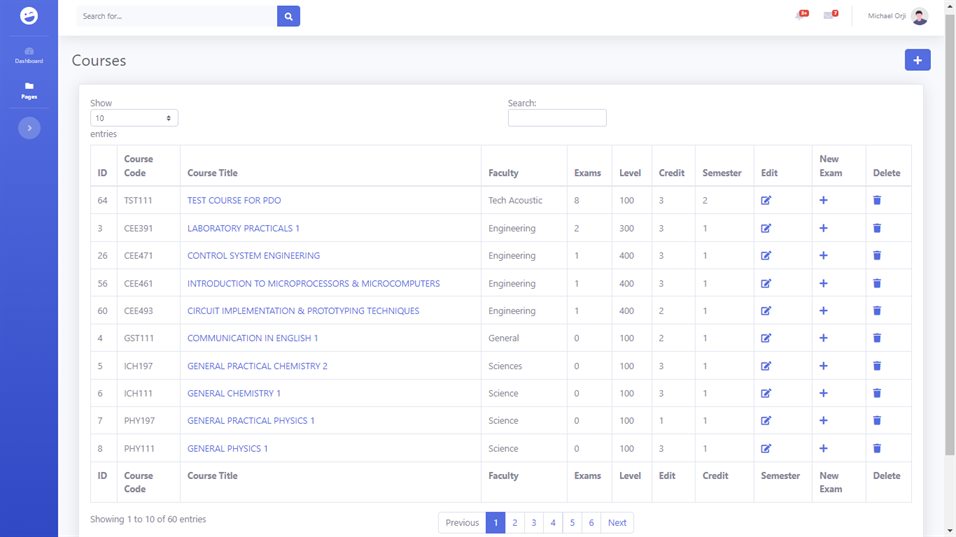 Search for...
9+
7
Michael Orji
Dashboard
Pages
Courses
Show
10
entries
Search:
ID Course Code Course Title Faculty Exams Level Credit Semester Edit New Exam Delete
64 TST111 TEST COURSE FOR PDO Tech Acoustic 8 100 3 2
3 CEE391 LABORATORY PRACTICALS 1 Engineering 2 300 3 1
26 CEE471 CONTROL SYSTEM ENGINEERING Engineering 1 400 3 1
56 CEE461 INTRODUCTION TO MICROPROCESSORS & MICROCOMPUTERS Engineering 1 400 3 1
60 CEE493 CIRCUIT IMPLEMENTATION & PROTOTYPING TECHNIQUES Engineering 1 400 2 1
4 GST111 COMMUNICATION IN ENGLISH 1 General 0 100 2 1
5 ICH197 GENERAL PRACTICAL CHEMISTRY 2 Sciences 0 100 3 1
6 ICH111 GENERAL CHEMISTRY 1 Science 0 100 3 1
7 PHY197 GENERAL PRACTICAL PHYSICS 1 Science 0 100 1 1
8 PHY111 GENERAL PHYSICS 1 Science 0 100 3 1
ID Course Code Course Title Faculty Exams Level Edit Credit Semester New Exam Delete
Showing 1 to 10 of 60 entries
Previous 1 2 3 4 5 6 Next